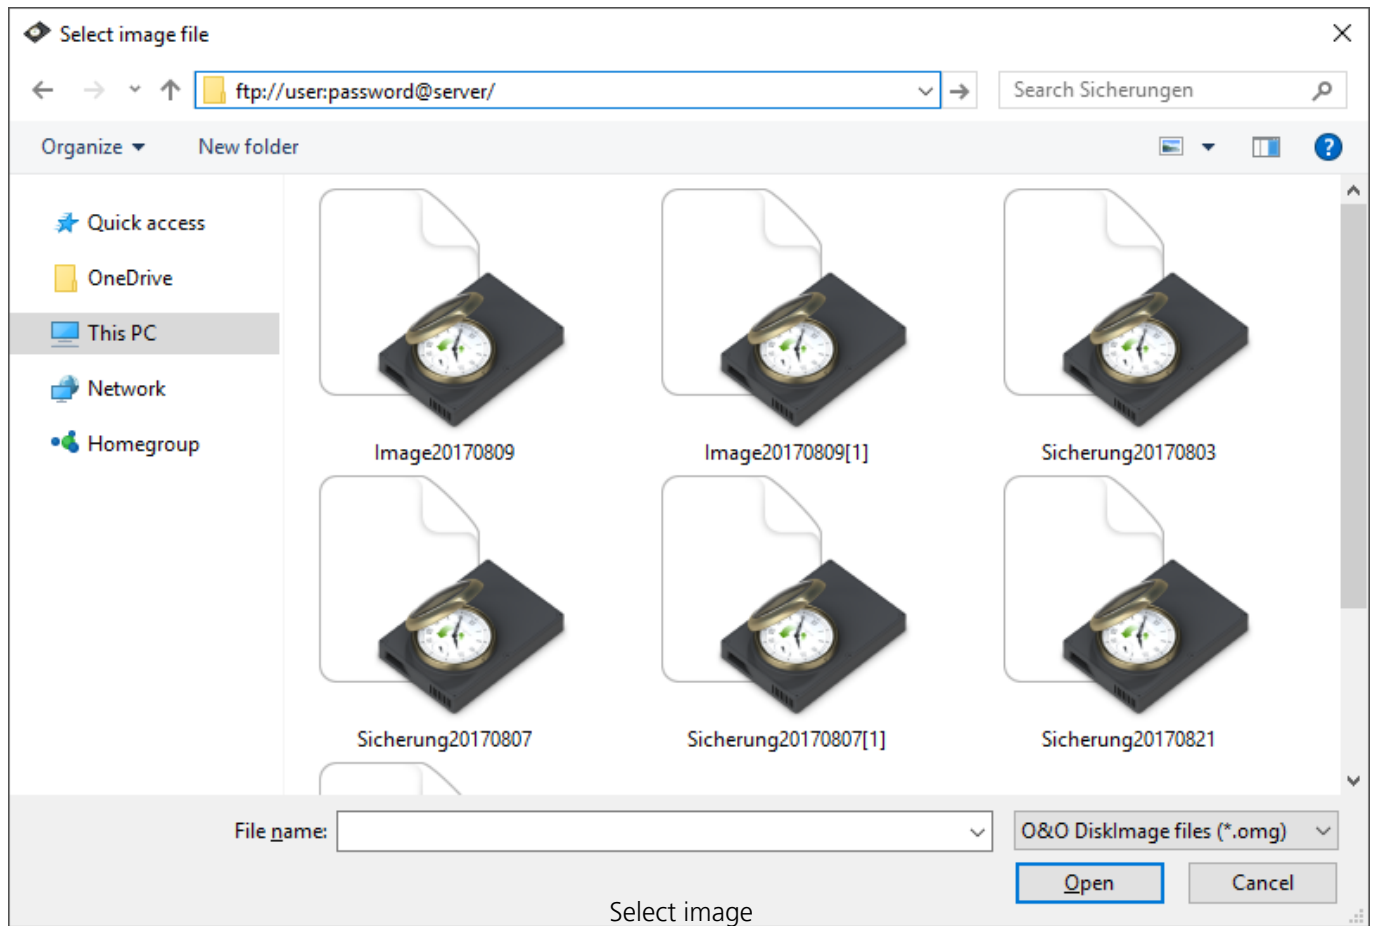 Select image file
ftp://user:password@server/
Search Sicherungen
Organize
New folder
?
Quick access
OneDrive
This PC
Network
Homegroup
Image20170809
Image20170809[1]
Sicherung20170803
Sicherung20170807
Sicherung20170807[1]
Sicherung20170821
File name:
O&O DiskImage files (*.omg)
Open
Cancel
Select image